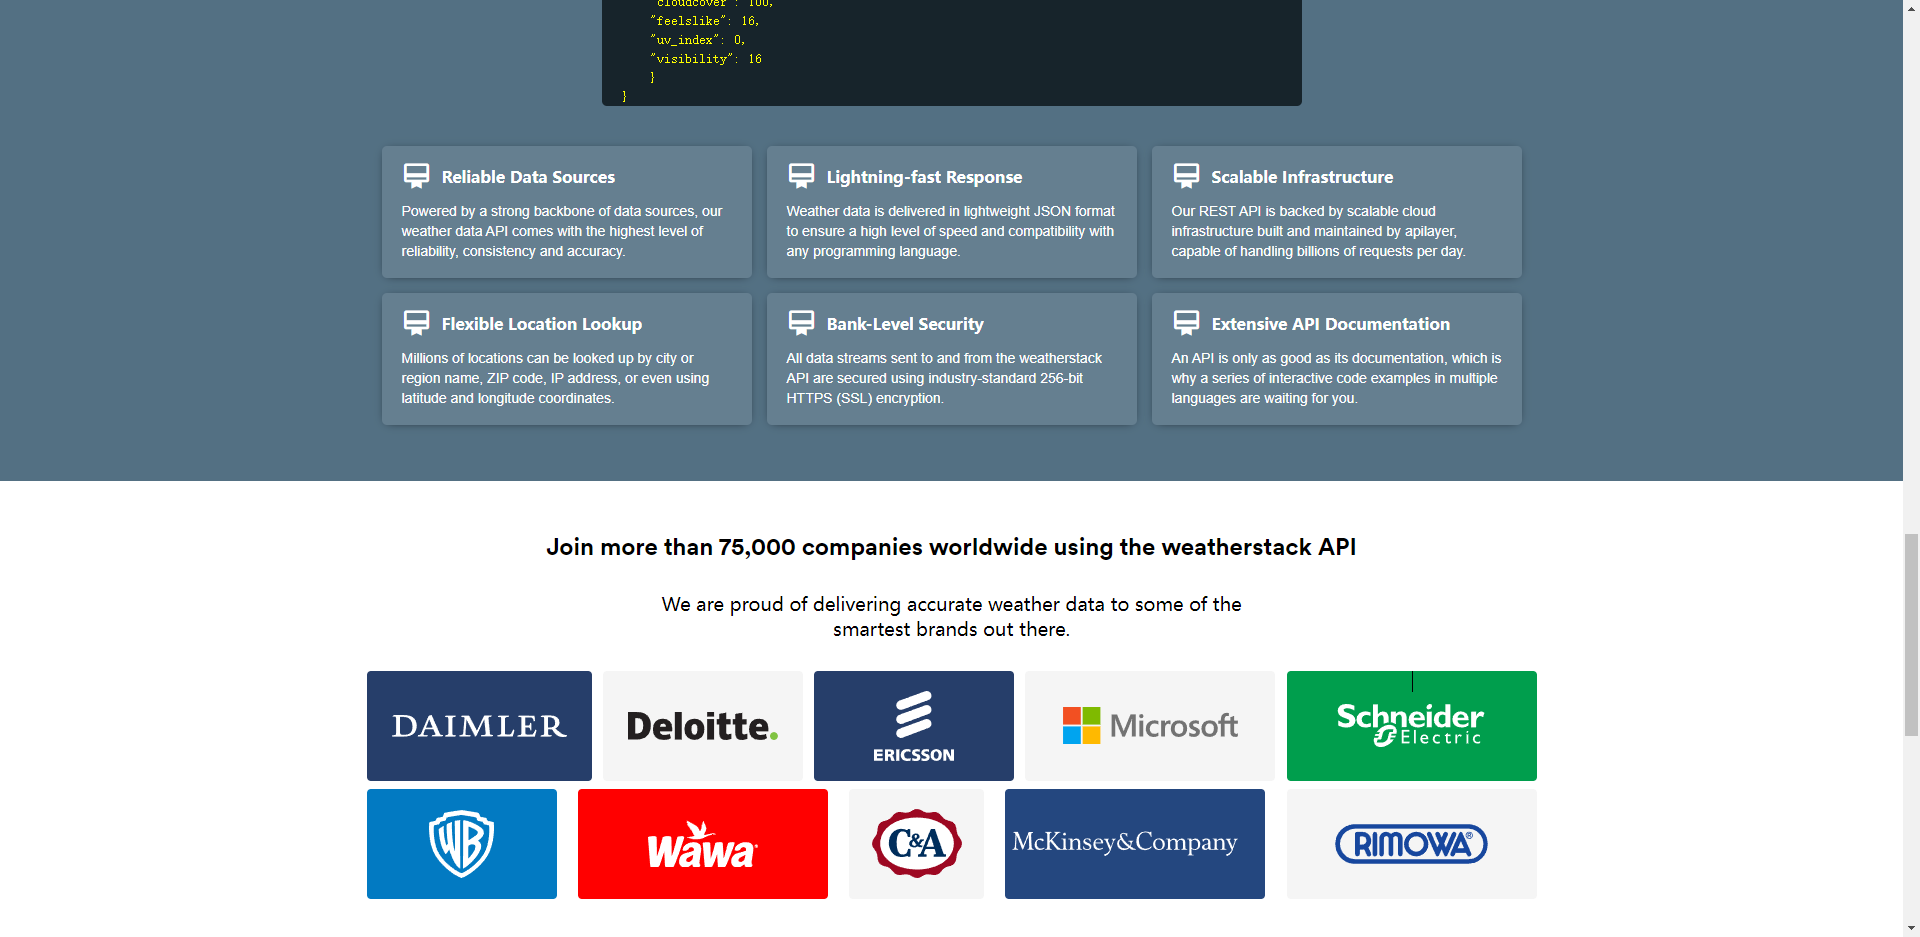 "cloudcover": 100,
"feelslike": 16,
"uv_index": 0,
"visibility": 16
}
}
Reliable Data Sources
Powered by a strong backbone of data sources, our
weather data API comes with the highest level of
reliability, consistency and accuracy.
Lightning-fast Response
Weather data is delivered in lightweight JSON format
to ensure a high level of speed and compatibility with
any programming language.
Scalable Infrastructure
Our REST API is backed by scalable cloud
infrastructure built and maintained by apilayer,
capable of handling billions of requests per day.
Flexible Location Lookup
Millions of locations can be looked up by city or
region name, ZIP code, IP address, or even using
latitude and longitude coordinates.
Bank-Level Security
All data streams sent to and from the weatherstack
API are secured using industry-standard 256-bit
HTTPS (SSL) encryption.
Extensive API Documentation
An API is only as good as its documentation, which is
why a series of interactive code examples in multiple
languages are waiting for you.
Join more than 75,000 companies worldwide using the weatherstack API
We are proud of delivering accurate weather data to some of the
smartest brands out there.
DAIMLER
Deloitte.
ERICSSON
Microsoft
Schneider
Electric
WB
Wawa
C&A
McKinsey&Company
RIMOWA®